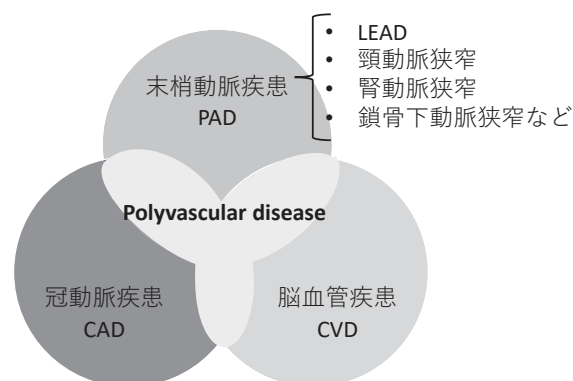 • LEAD
• 頸動脈狭窄
• 腎動脈狭窄
• 鎖骨下動脈狭窄など
末梢動脈疾患
PAD
Polyvascular disease
冠動脈疾患
CAD
脳血管疾患
CVD